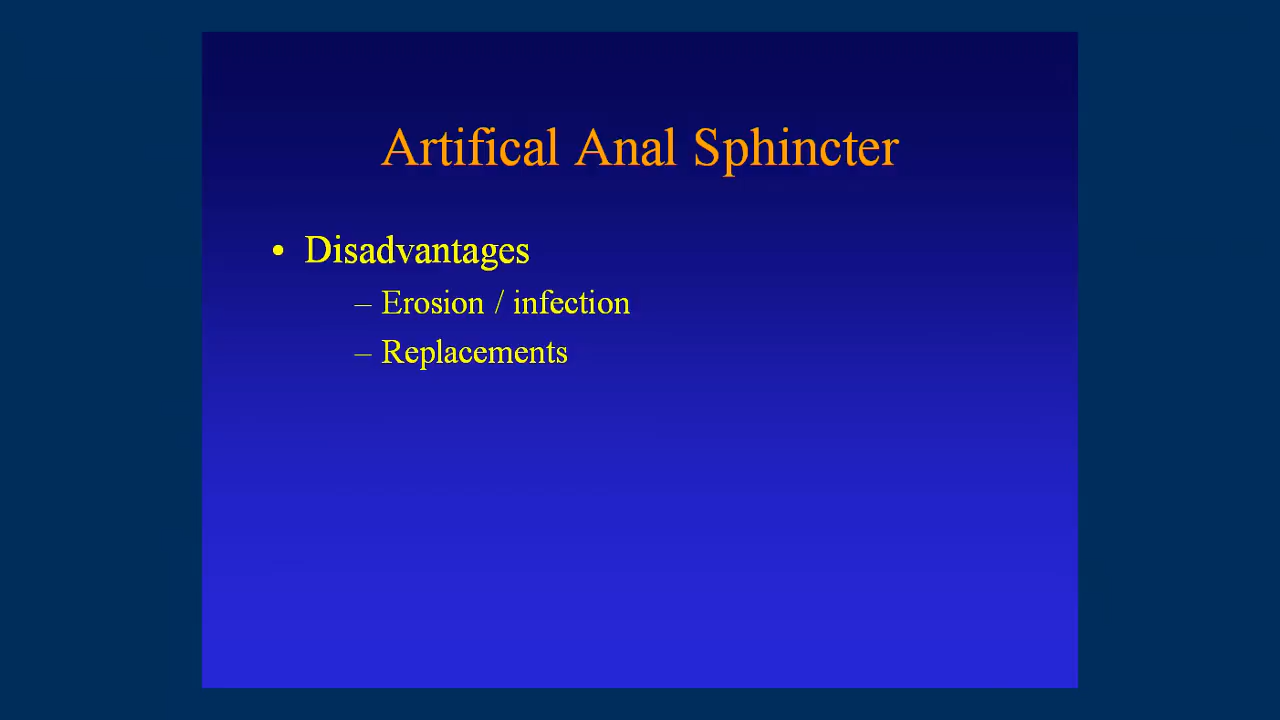 Artifical Anal Sphincter
• Disadvantages
– Erosion / infection
– Replacements